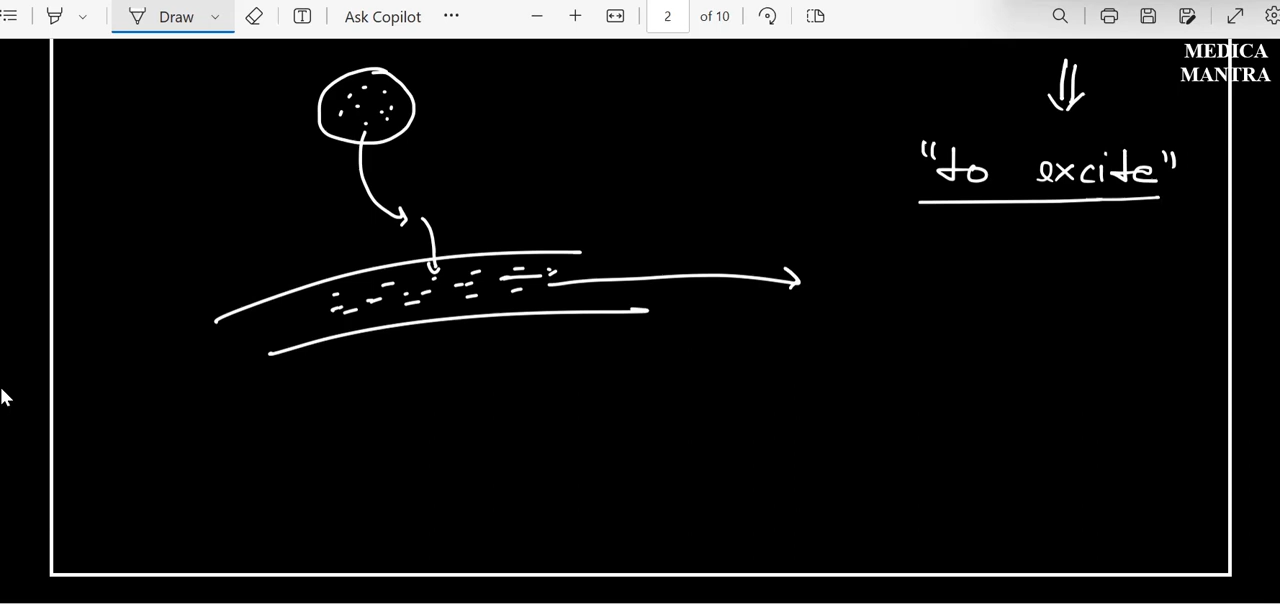 Draw
Ask Copilot
2 of 10
MEDICA
MANTRA
"to excite"